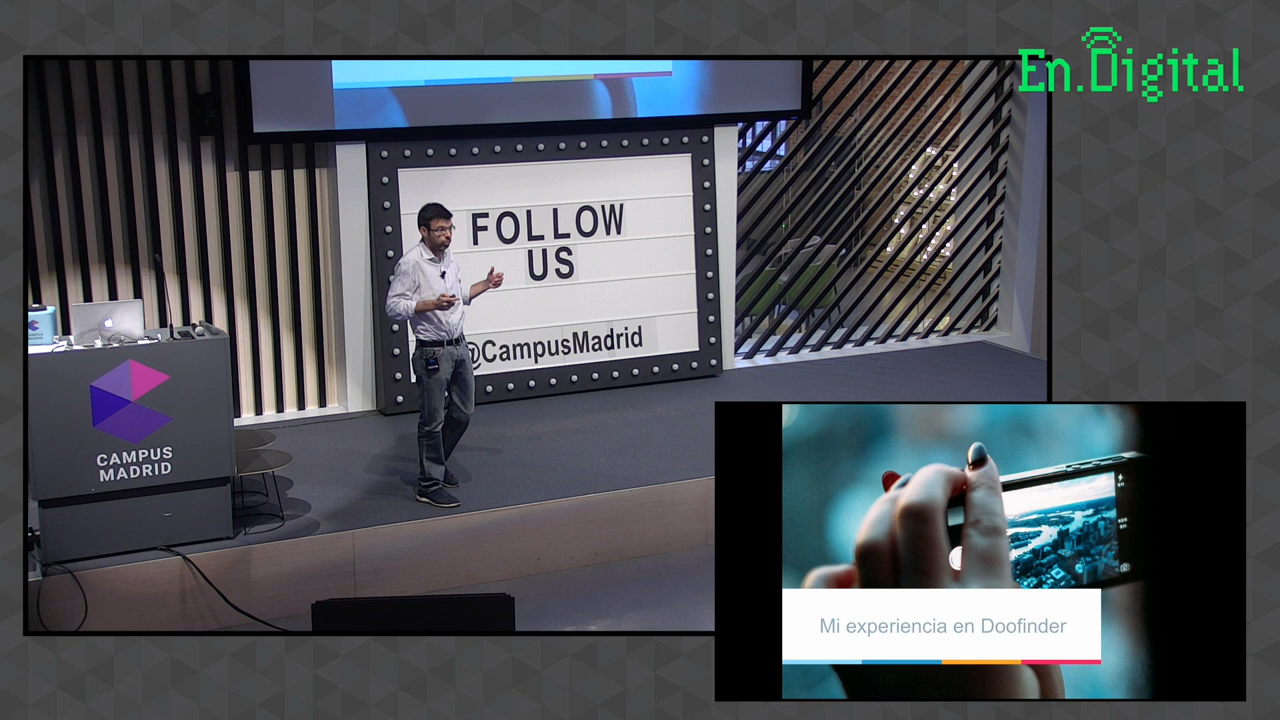 En.Digital
FOLLOW
US
@CampusMadrid
CAMPUS
MADRID
Mi experiencia en Doofinder